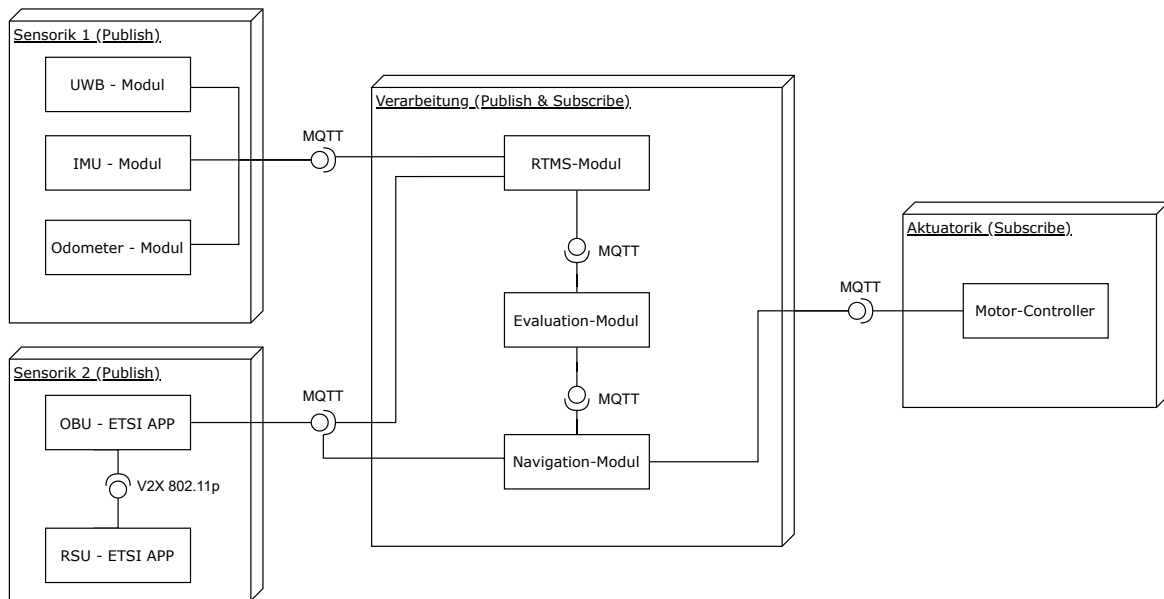 Sensorik 1 (Publish)
UWB - Modul
IMU - Modul
Odometer - Modul
MQTT
Sensorik 2 (Publish)
OBU - ETSI APP
V2X 802.11p
RSU - ETSI APP
MQTT
Verarbeitung (Publish & Subscribe)
RTMS-Modul
MQTT
Evaluation-Modul
MQTT
Navigation-Modul
MQTT
Aktuatorik (Subscribe)
Motor-Controller